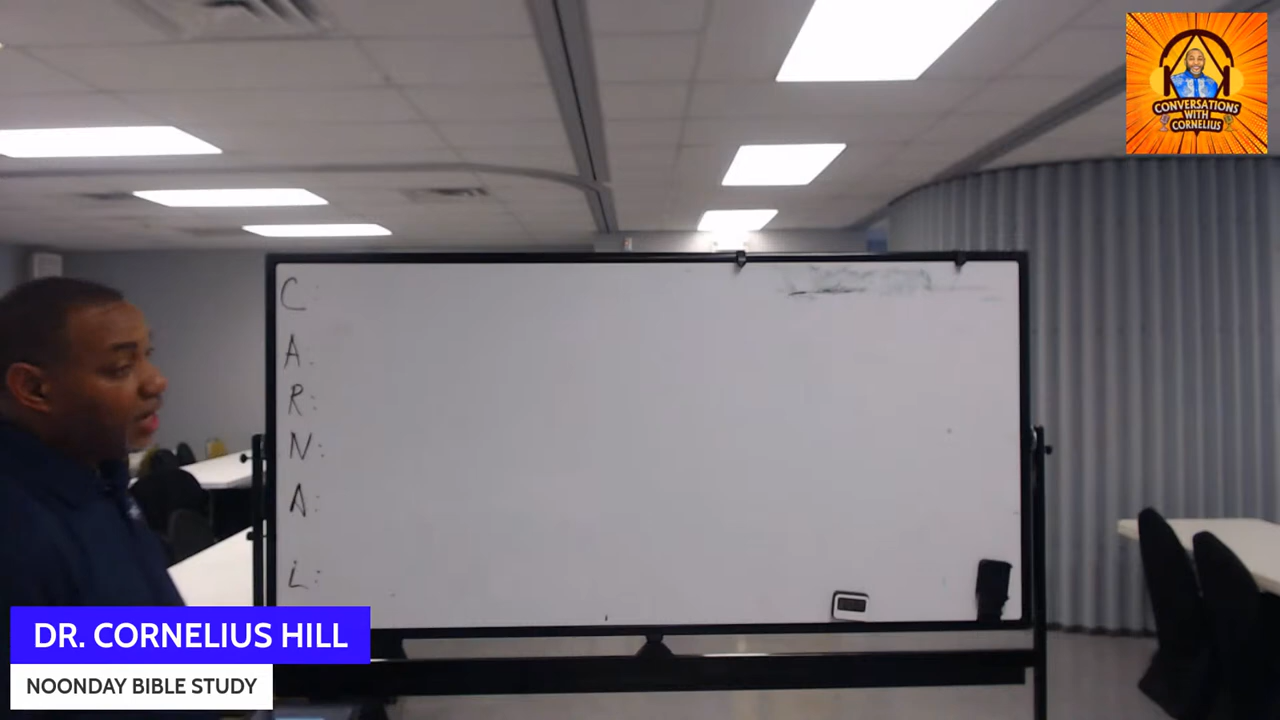 CONVERSATIONS
WITH
CORNELIUS
C:
A:
R:
N:
A:
L:
DR. CORNELIUS HILL
NOONDAY BIBLE STUDY